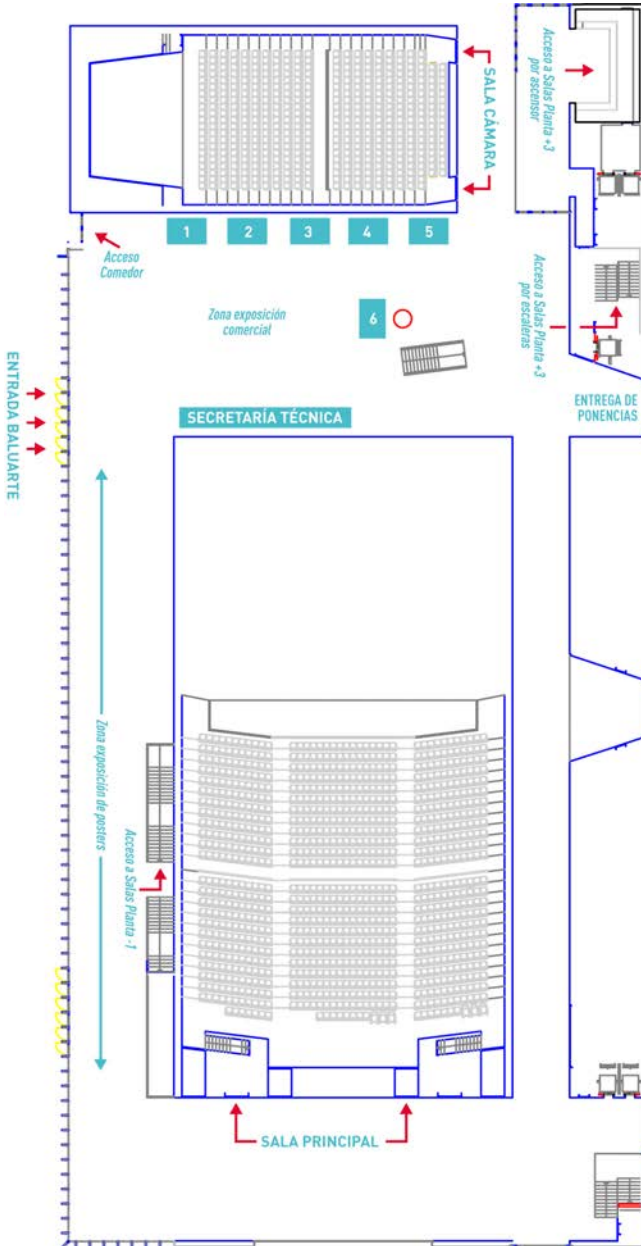 Acceso a Salas Planta +3
por ascensor
SALA CÁMARA
1
2
3
4
5
Acceso
Comedor
Zona exposición
comercial
6
Acceso a Salas Planta +3
por escaleras
ENTRADA BALUARTE
SECRETARÍA TÉCNICA
ENTREGA DE
PONENCIAS
Zona exposición de posters
Acceso a Salas Planta -1
SALA PRINCIPAL